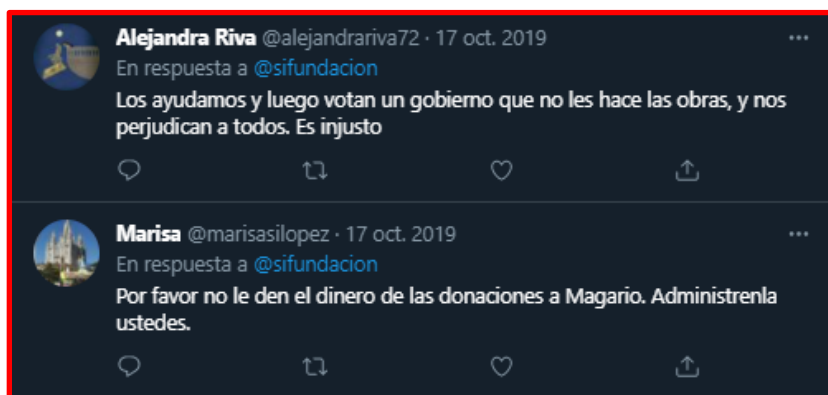 Alejandra Riva @alejandrariva72 · 17 oct. 2019
En respuesta a @sifundacion
Los ayudamos y luego votan un gobierno que no les hace las obras, y nos
perjudican a todos. Es injusto
Marisa @marisasilopez · 17 oct. 2019
En respuesta a @sifundacion
Por favor no le den el dinero de las donaciones a Magario. Administrenla
ustedes.